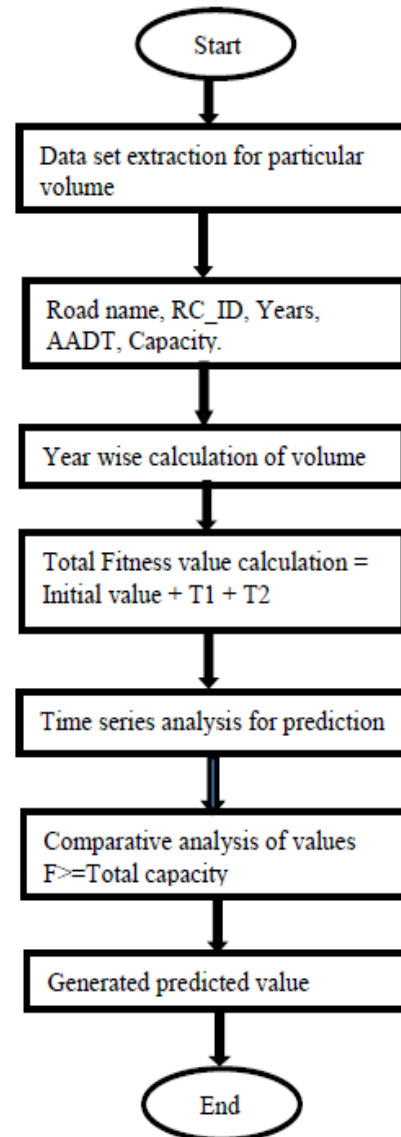 Start
Data set extraction for particular
volume
Road name, RC_ID, Years,
AADT, Capacity.
Year wise calculation of volume
Total Fitness value calculation =
Initial value + T1 + T2
Time series analysis for prediction
Comparative analysis of values
F>=Total capacity
Generated predicted value
End